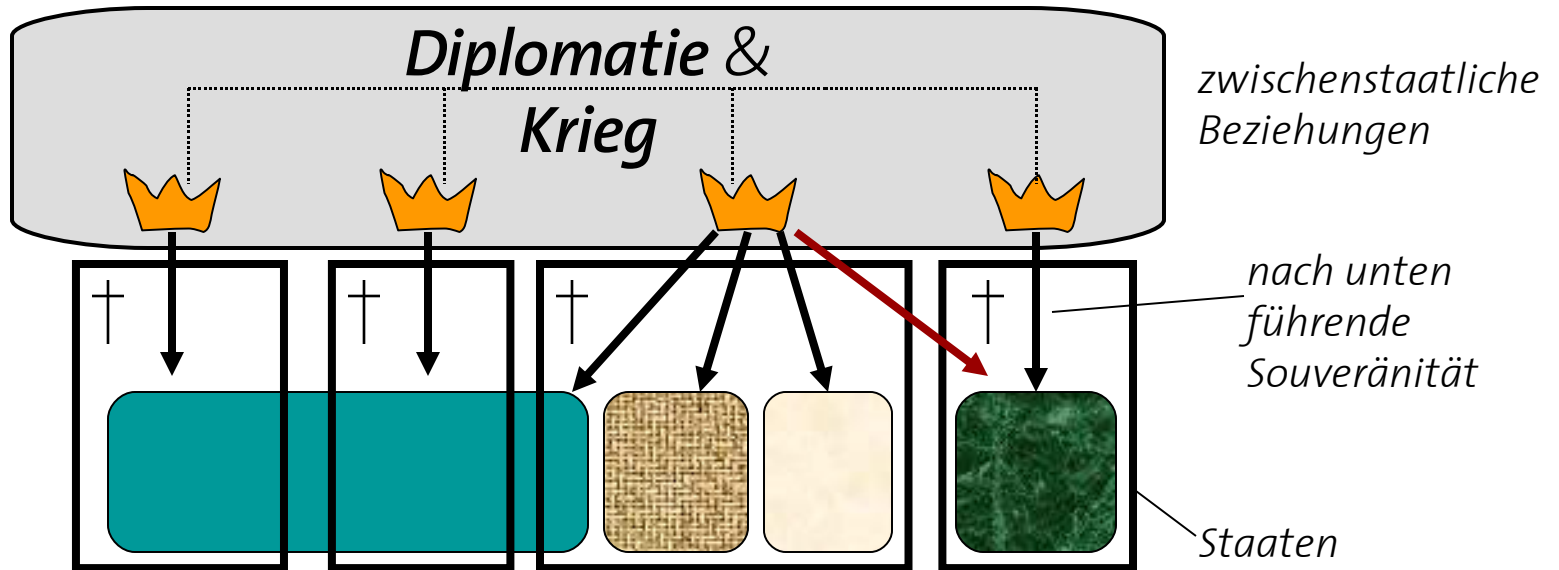 Diplomatie &
Krieg
zwischenstaatliche
Beziehungen
nach unten
führende
Souveränität
Staaten